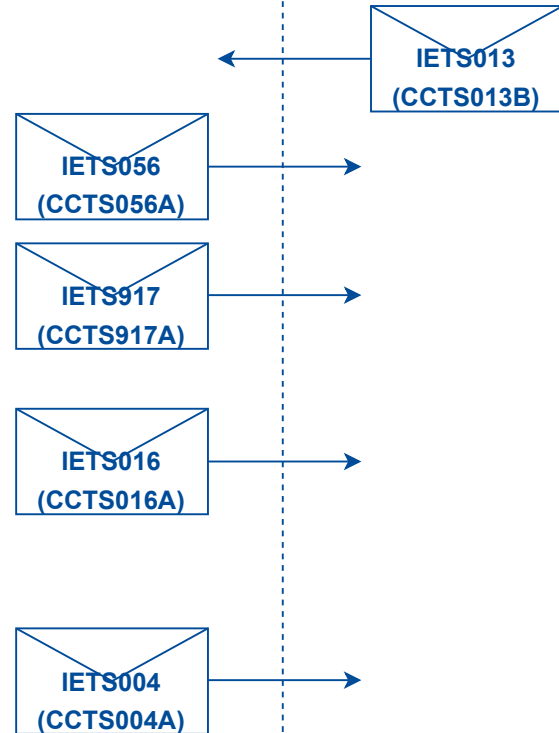 IETS013
(CCTS013B)
IETS056
(CCTS056A)
IETS917
(CCTS917A)
IETS016
(CCTS016A)
IETS004
(CCTS004A)